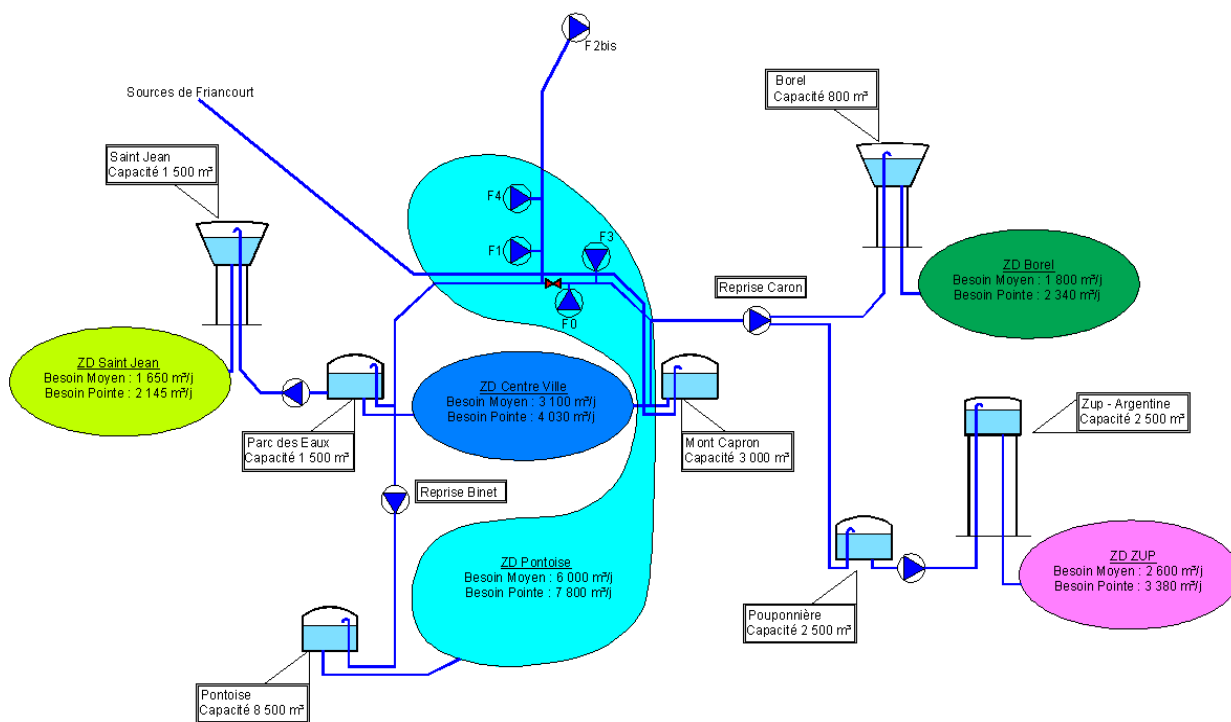 F2bis
Sources de Friancourt
Borel
Capacité 800 m³
Saint Jean
Capacité 1 500 m³
F4
F1
F3
F0
Reprise Caron
ZD Borel
Besoin Moyen : 1 800 m³/j
Besoin Pointe : 2 340 m³/j
ZD Saint Jean
Besoin Moyen : 1 650 m³/j
Besoin Pointe : 2 145 m³/j
ZD Centre Ville
Besoin Moyen : 3 100 m³/j
Besoin Pointe : 4 030 m³/j
Parc des Eaux
Capacité 1 500 m³
Mont Capron
Capacité 3 000 m³
Zup - Argentine
Capacité 2 500 m³
Reprise Binet
ZD Pontoise
Besoin Moyen : 6 000 m³/j
Besoin Pointe : 7 800 m³/j
ZD ZUP
Besoin Moyen : 2 600 m³/j
Besoin Pointe : 3 380 m³/j
Pouponnière
Capacité 2 500 m³
Pontoise
Capacité 8 500 m³